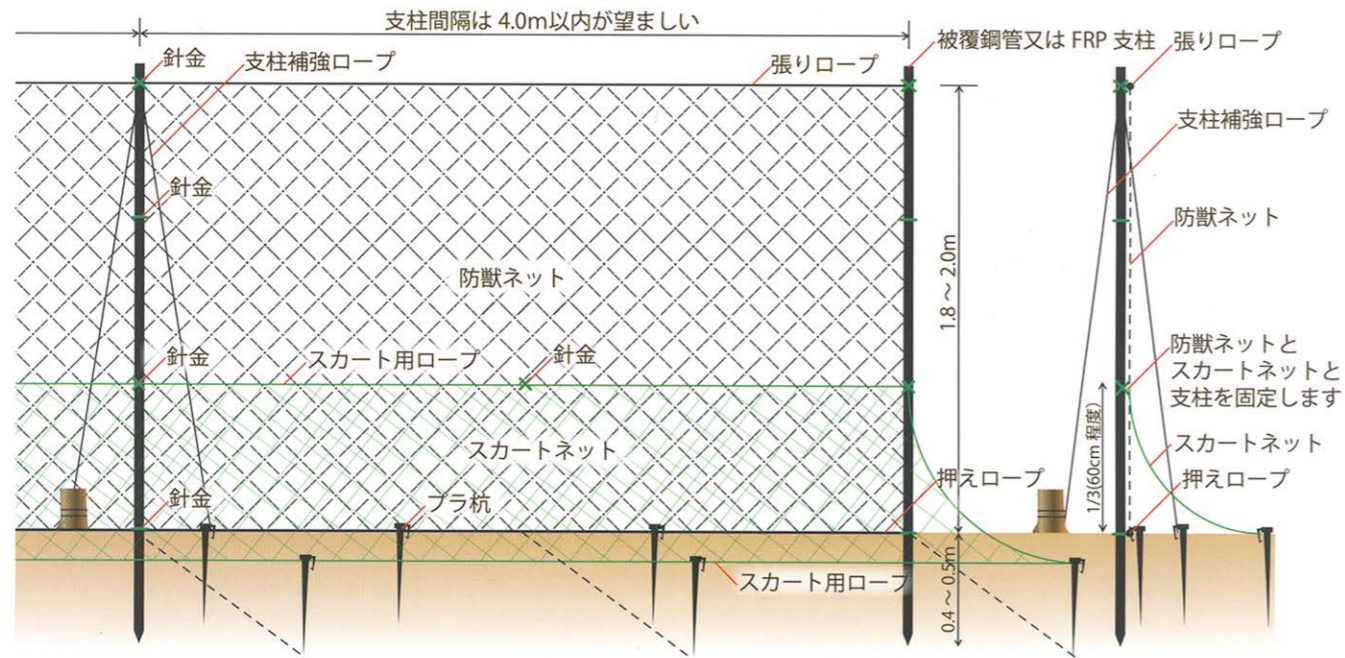 支柱間隔は 4.0m以内が望ましい
針金
支柱補強ロープ
張りロープ
被覆鋼管又は FRP 支柱
張りロープ
支柱補強ロープ
針金
防獣ネット
防獣ネット
1.8 ～ 2.0m
針金
スカート用ロープ
針金
防獣ネットと
スカートネットと
支柱を固定します
1/3(60cm 程度)
スカートネット
スカートネット
針金
プラ杭
押えロープ
押えロープ
スカート用ロープ
0.4 ～ 0.5m